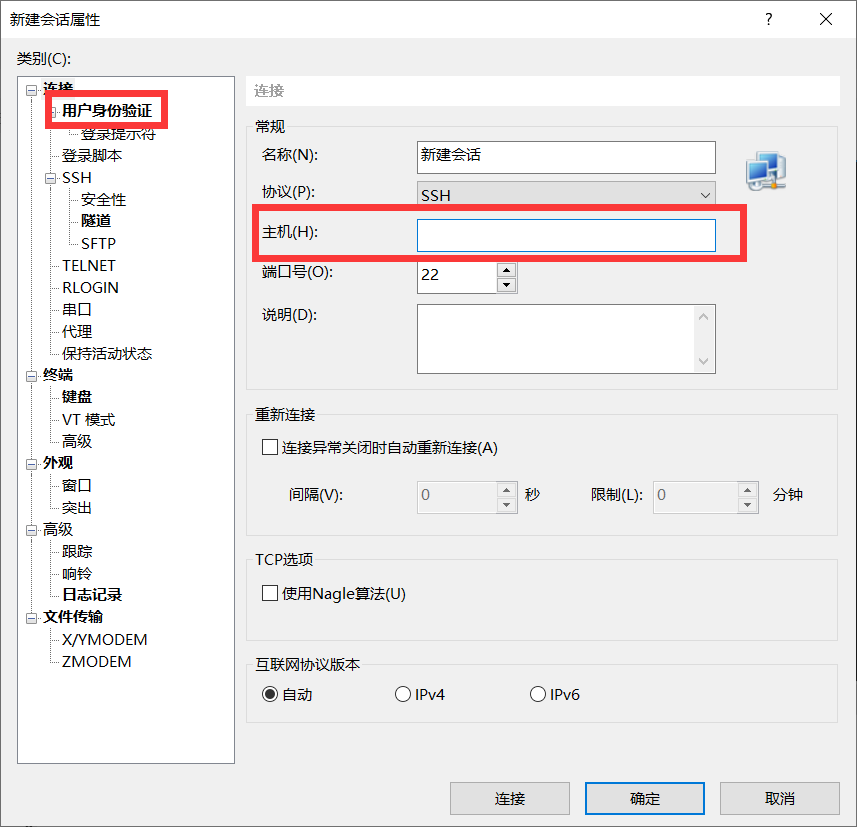 新建会话属性
?
类别(C):
连接
用户身份验证
登录提示符
登录脚本
SSH
安全性
隧道
SFTP
TELNET
RLOGIN
串口
代理
保持活动状态
终端
键盘
VT 模式
高级
外观
窗口
突出
高级
跟踪
响铃
日志记录
文件传输
X/YMODEM
ZMODEM
连接
常规
名称(N): 新建会话
协议(P): SSH
主机(H):
端口号(O): 22
说明(D):
重新连接
连接异常关闭时自动重新连接(A)
间隔(V): 0 秒 限制(L): 0 分钟
TCP选项
使用Nagle算法(U)
互联网协议版本
自动 IPv4 IPv6
连接 确定 取消